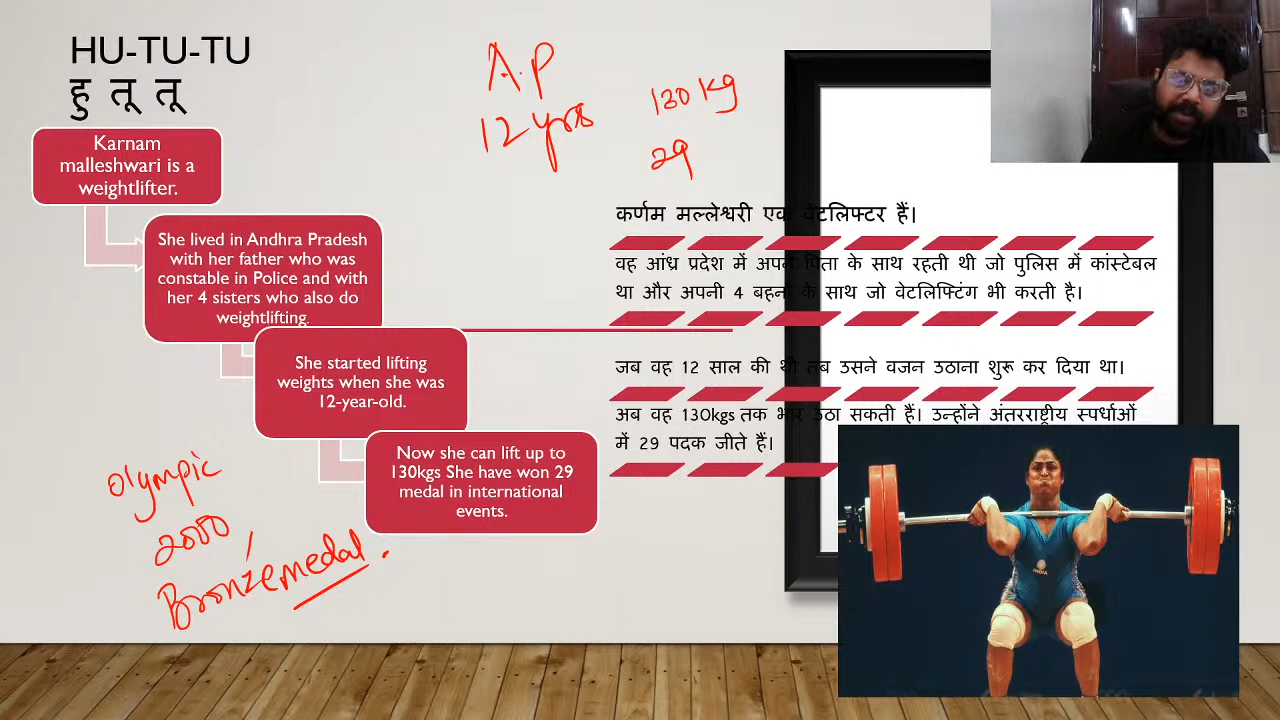 HU-TU-TU
हु तू तू
A.P
12 yrs
130 kg
29
Karnam
malleshwari is a
weightlifter.
She lived in Andhra Pradesh
with her father who was
constable in Police and with
her 4 sisters who also do
weightlifting.
She started lifting
weights when she was
12-year-old.
Now she can lift up to
130kgs She have won 29
medal in international
events.
Olympic
2000,
Bronze medal.
कर्णम मल्लेश्वरी एक वेटलिफ्टर हैं।
वह आंध्र प्रदेश में अपने पिता के साथ रहती थी जो पुलिस में कांस्टेबल
था और अपनी 4 बहनों के साथ जो वेटलिफ्टिंग भी करती है।
जब वह 12 साल की थी तब उसने वजन उठाना शुरू कर दिया था।
अब वह 130kgs तक भार उठा सकती हैं। उन्होंने अंतरराष्ट्रीय स्पर्धाओं
में 29 पदक जीते हैं।
INDIA